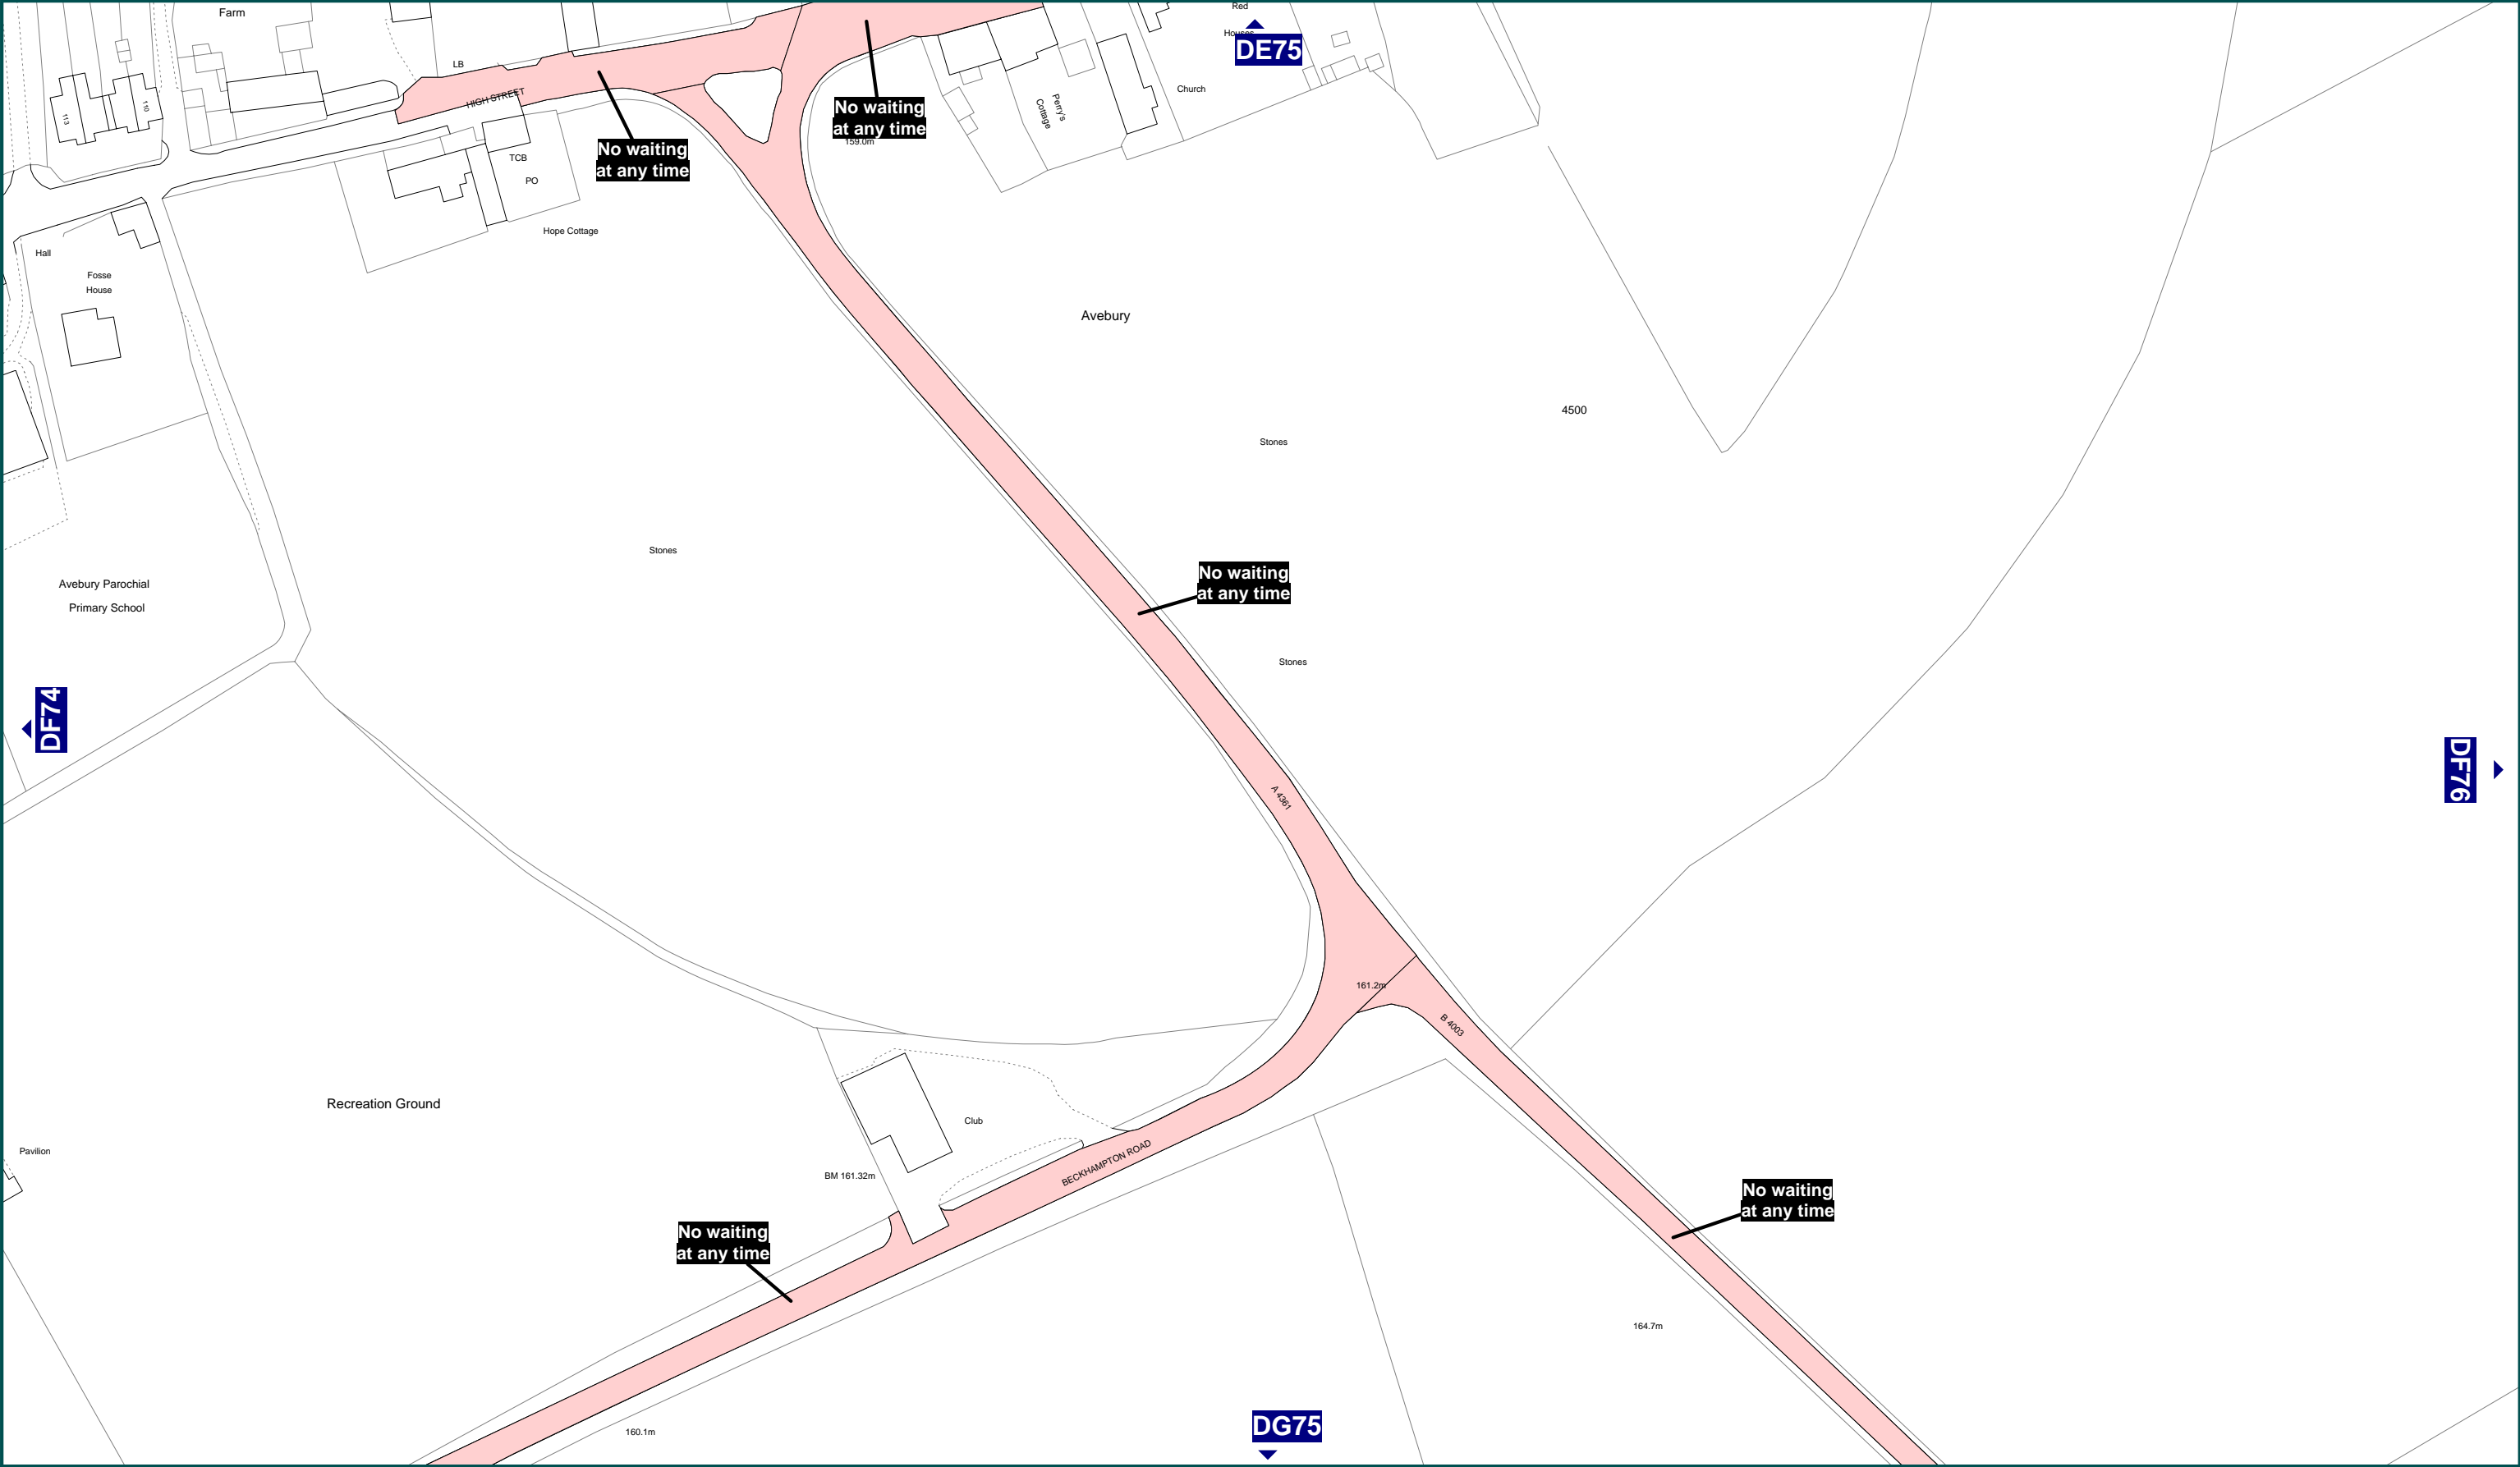 Farm
Red
Houses
DE75
LB
HIGH STREET
113
110
No waiting
at any time
No waiting
at any time
159.0m
Perry's
Cottage
Church
TCB
PO
Hope Cottage
Hall
Fosse
House
Avebury
4500
Stones
Stones
No waiting
at any time
Avebury Parochial
Primary School
Stones
DF74
DF76
A 4361
161.2m
B 4003
Recreation Ground
Club
Pavilion
BM 161.32m
BECKHAMPTON ROAD
No waiting
at any time
No waiting
at any time
164.7m
160.1m
DG75